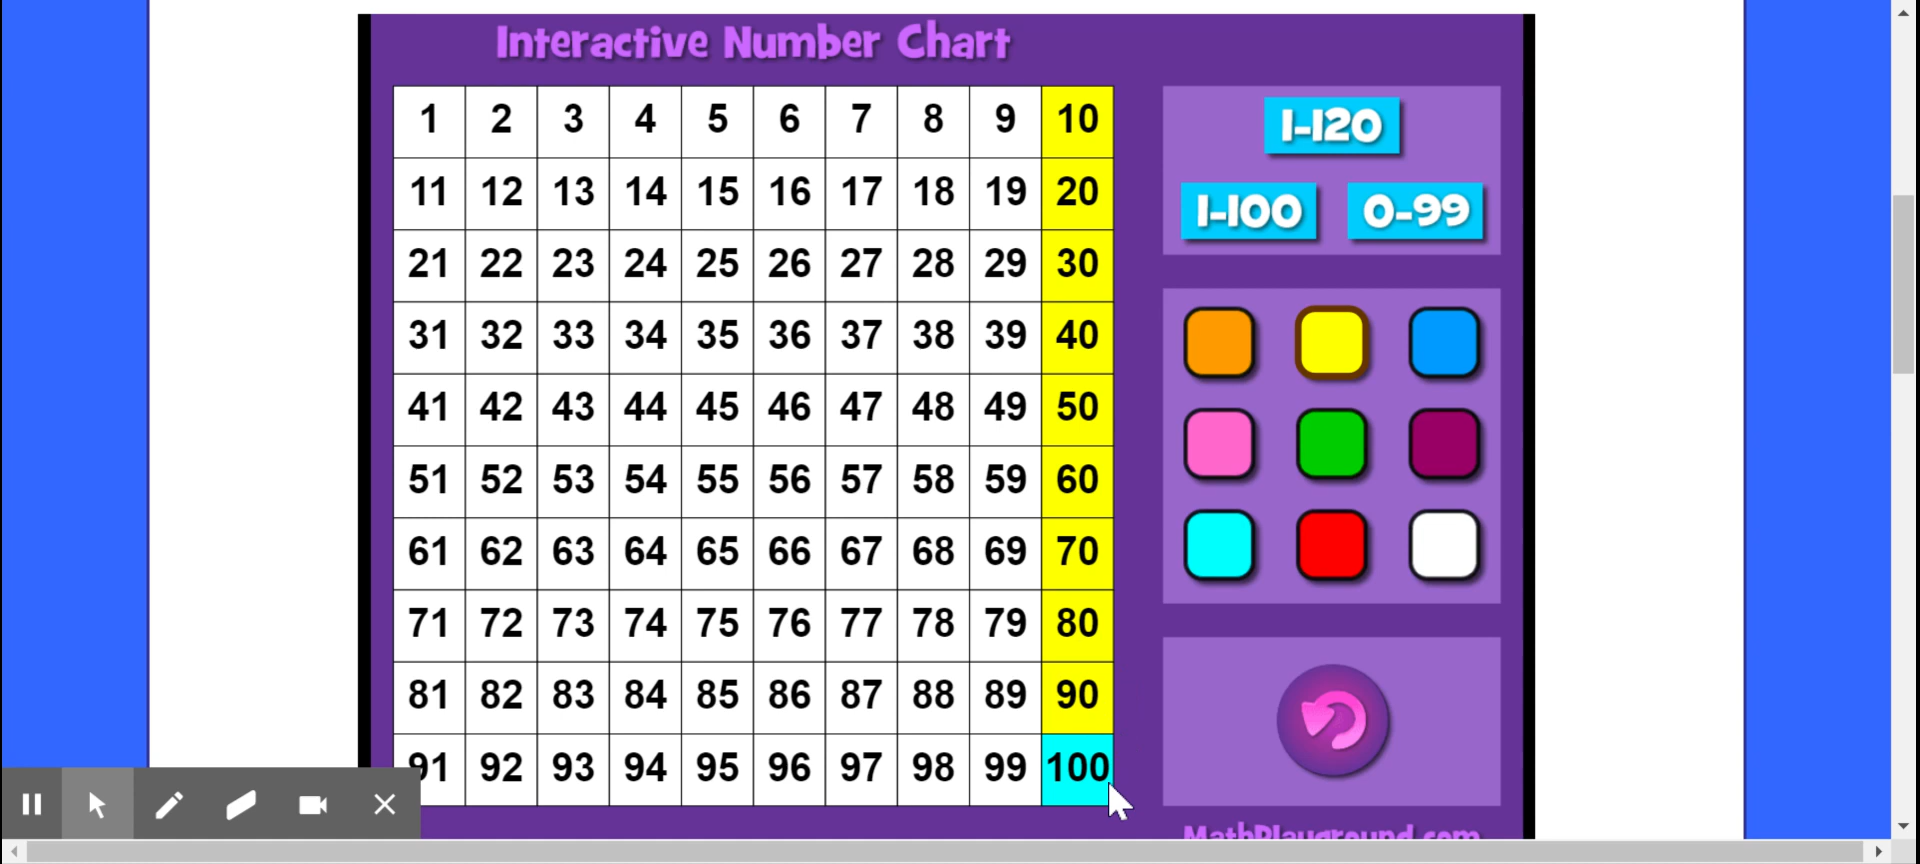 Interactive Number Chart
1 2 3 4 5 6 7 8 9 10
11 12 13 14 15 16 17 18 19 20
21 22 23 24 25 26 27 28 29 30
31 32 33 34 35 36 37 38 39 40
41 42 43 44 45 46 47 48 49 50
51 52 53 54 55 56 57 58 59 60
61 62 63 64 65 66 67 68 69 70
71 72 73 74 75 76 77 78 79 80
81 82 83 84 85 86 87 88 89 90
91 92 93 94 95 96 97 98 99 100
1-120
1-100 0-99
MathPlayground.com